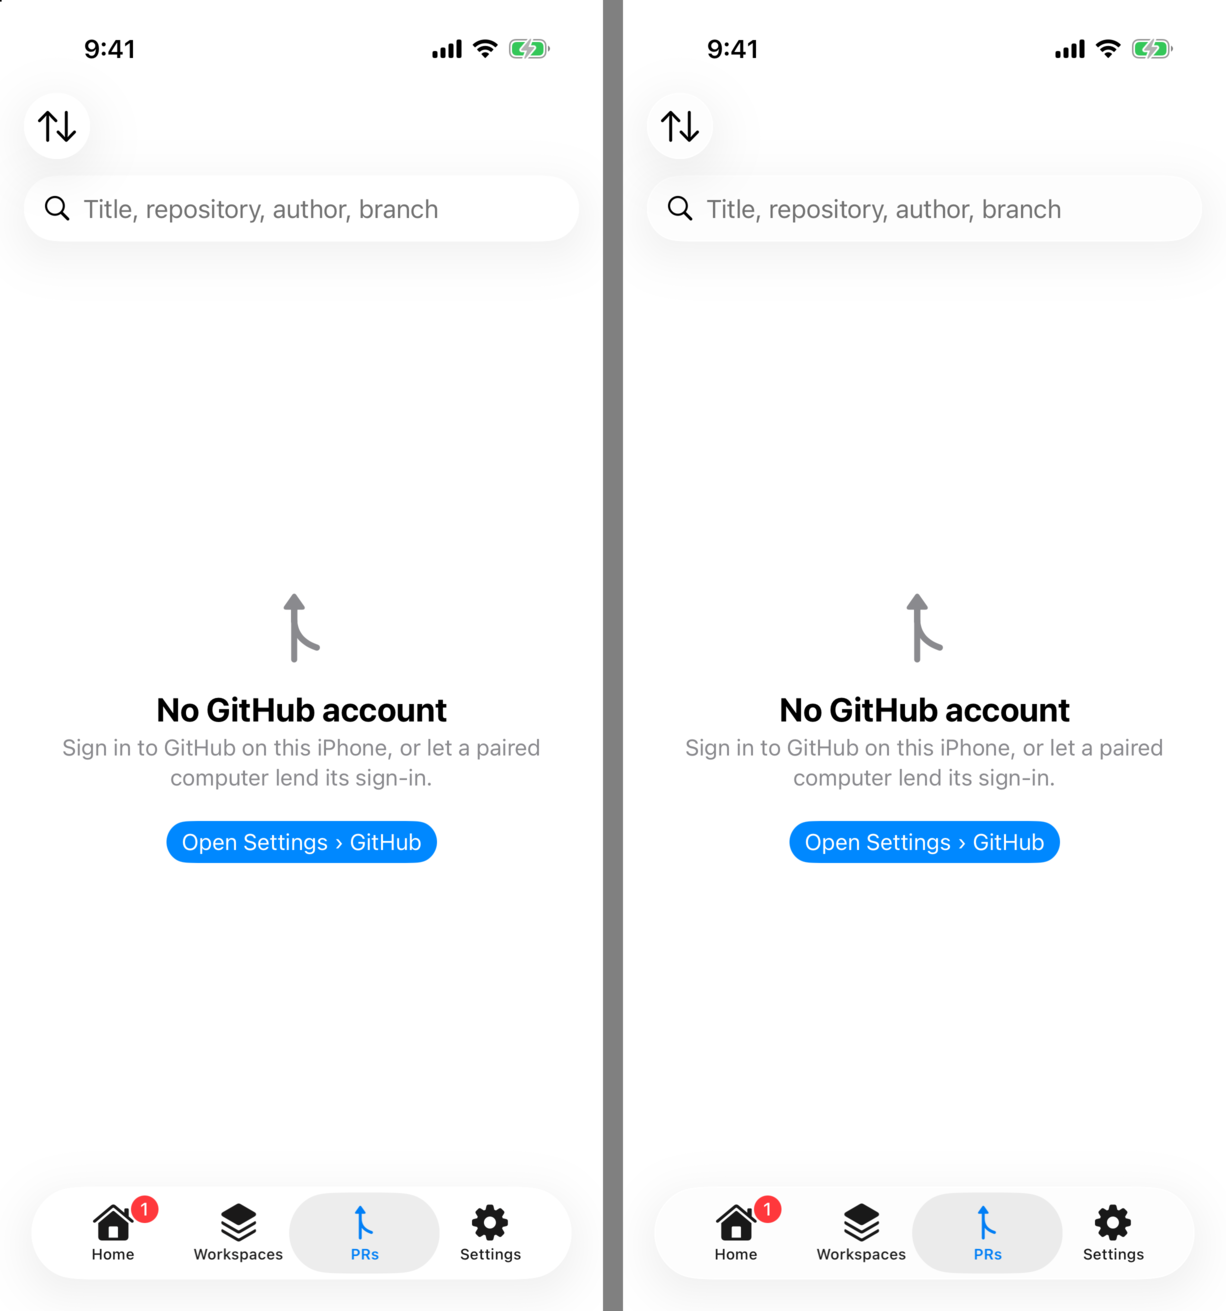 9:41
Title, repository, author, branch
No GitHub account
Sign in to GitHub on this iPhone, or let a paired
computer lend its sign-in.
Open Settings › GitHub
1
Home
Workspaces
PRs
Settings
9:41
Title, repository, author, branch
No GitHub account
Sign in to GitHub on this iPhone, or let a paired
computer lend its sign-in.
Open Settings › GitHub
1
Home
Workspaces
PRs
Settings